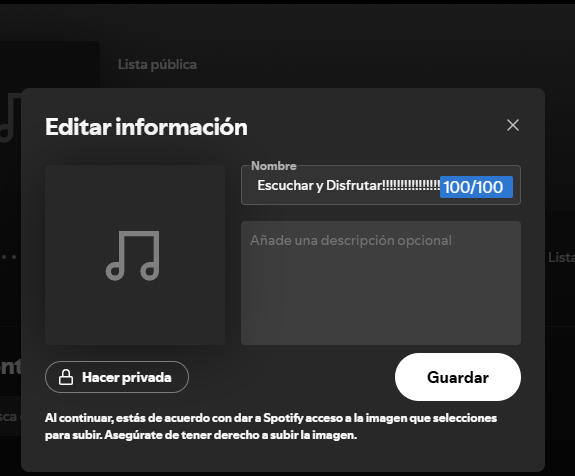 Lista pública
Editar información
Nombre
Escuchar y Disfrutar!!!!!!!!!!!!!!!! 100/100
Añade una descripción opcional
Lista
Hacer privada
Guardar
Al continuar, estás de acuerdo con dar a Spotify acceso a la imagen que selecciones
para subir. Asegúrate de tener derecho a subir la imagen.